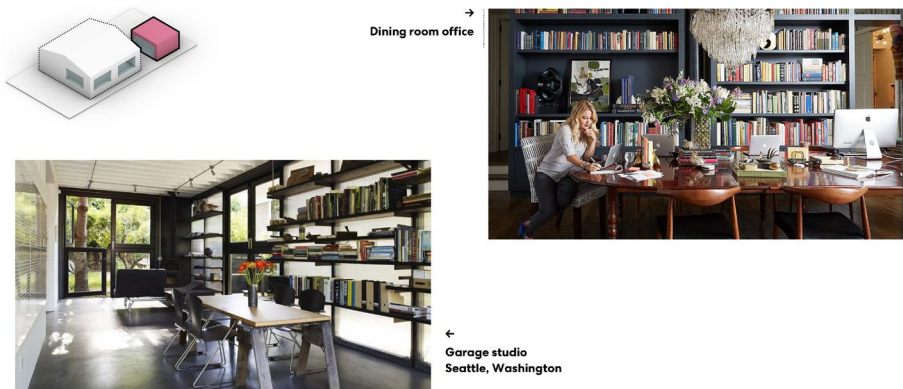 →
Dining room office
←
Garage studio
Seattle, Washington